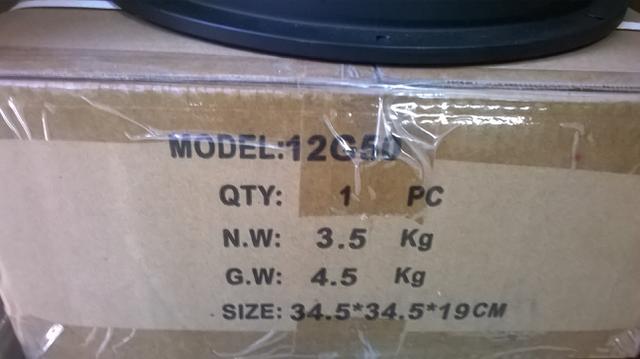 MODEL:12G50
QTY: 1 PC
N.W: 3.5 Kg
G.W: 4.5 Kg
SIZE: 34.5*34.5*19CM